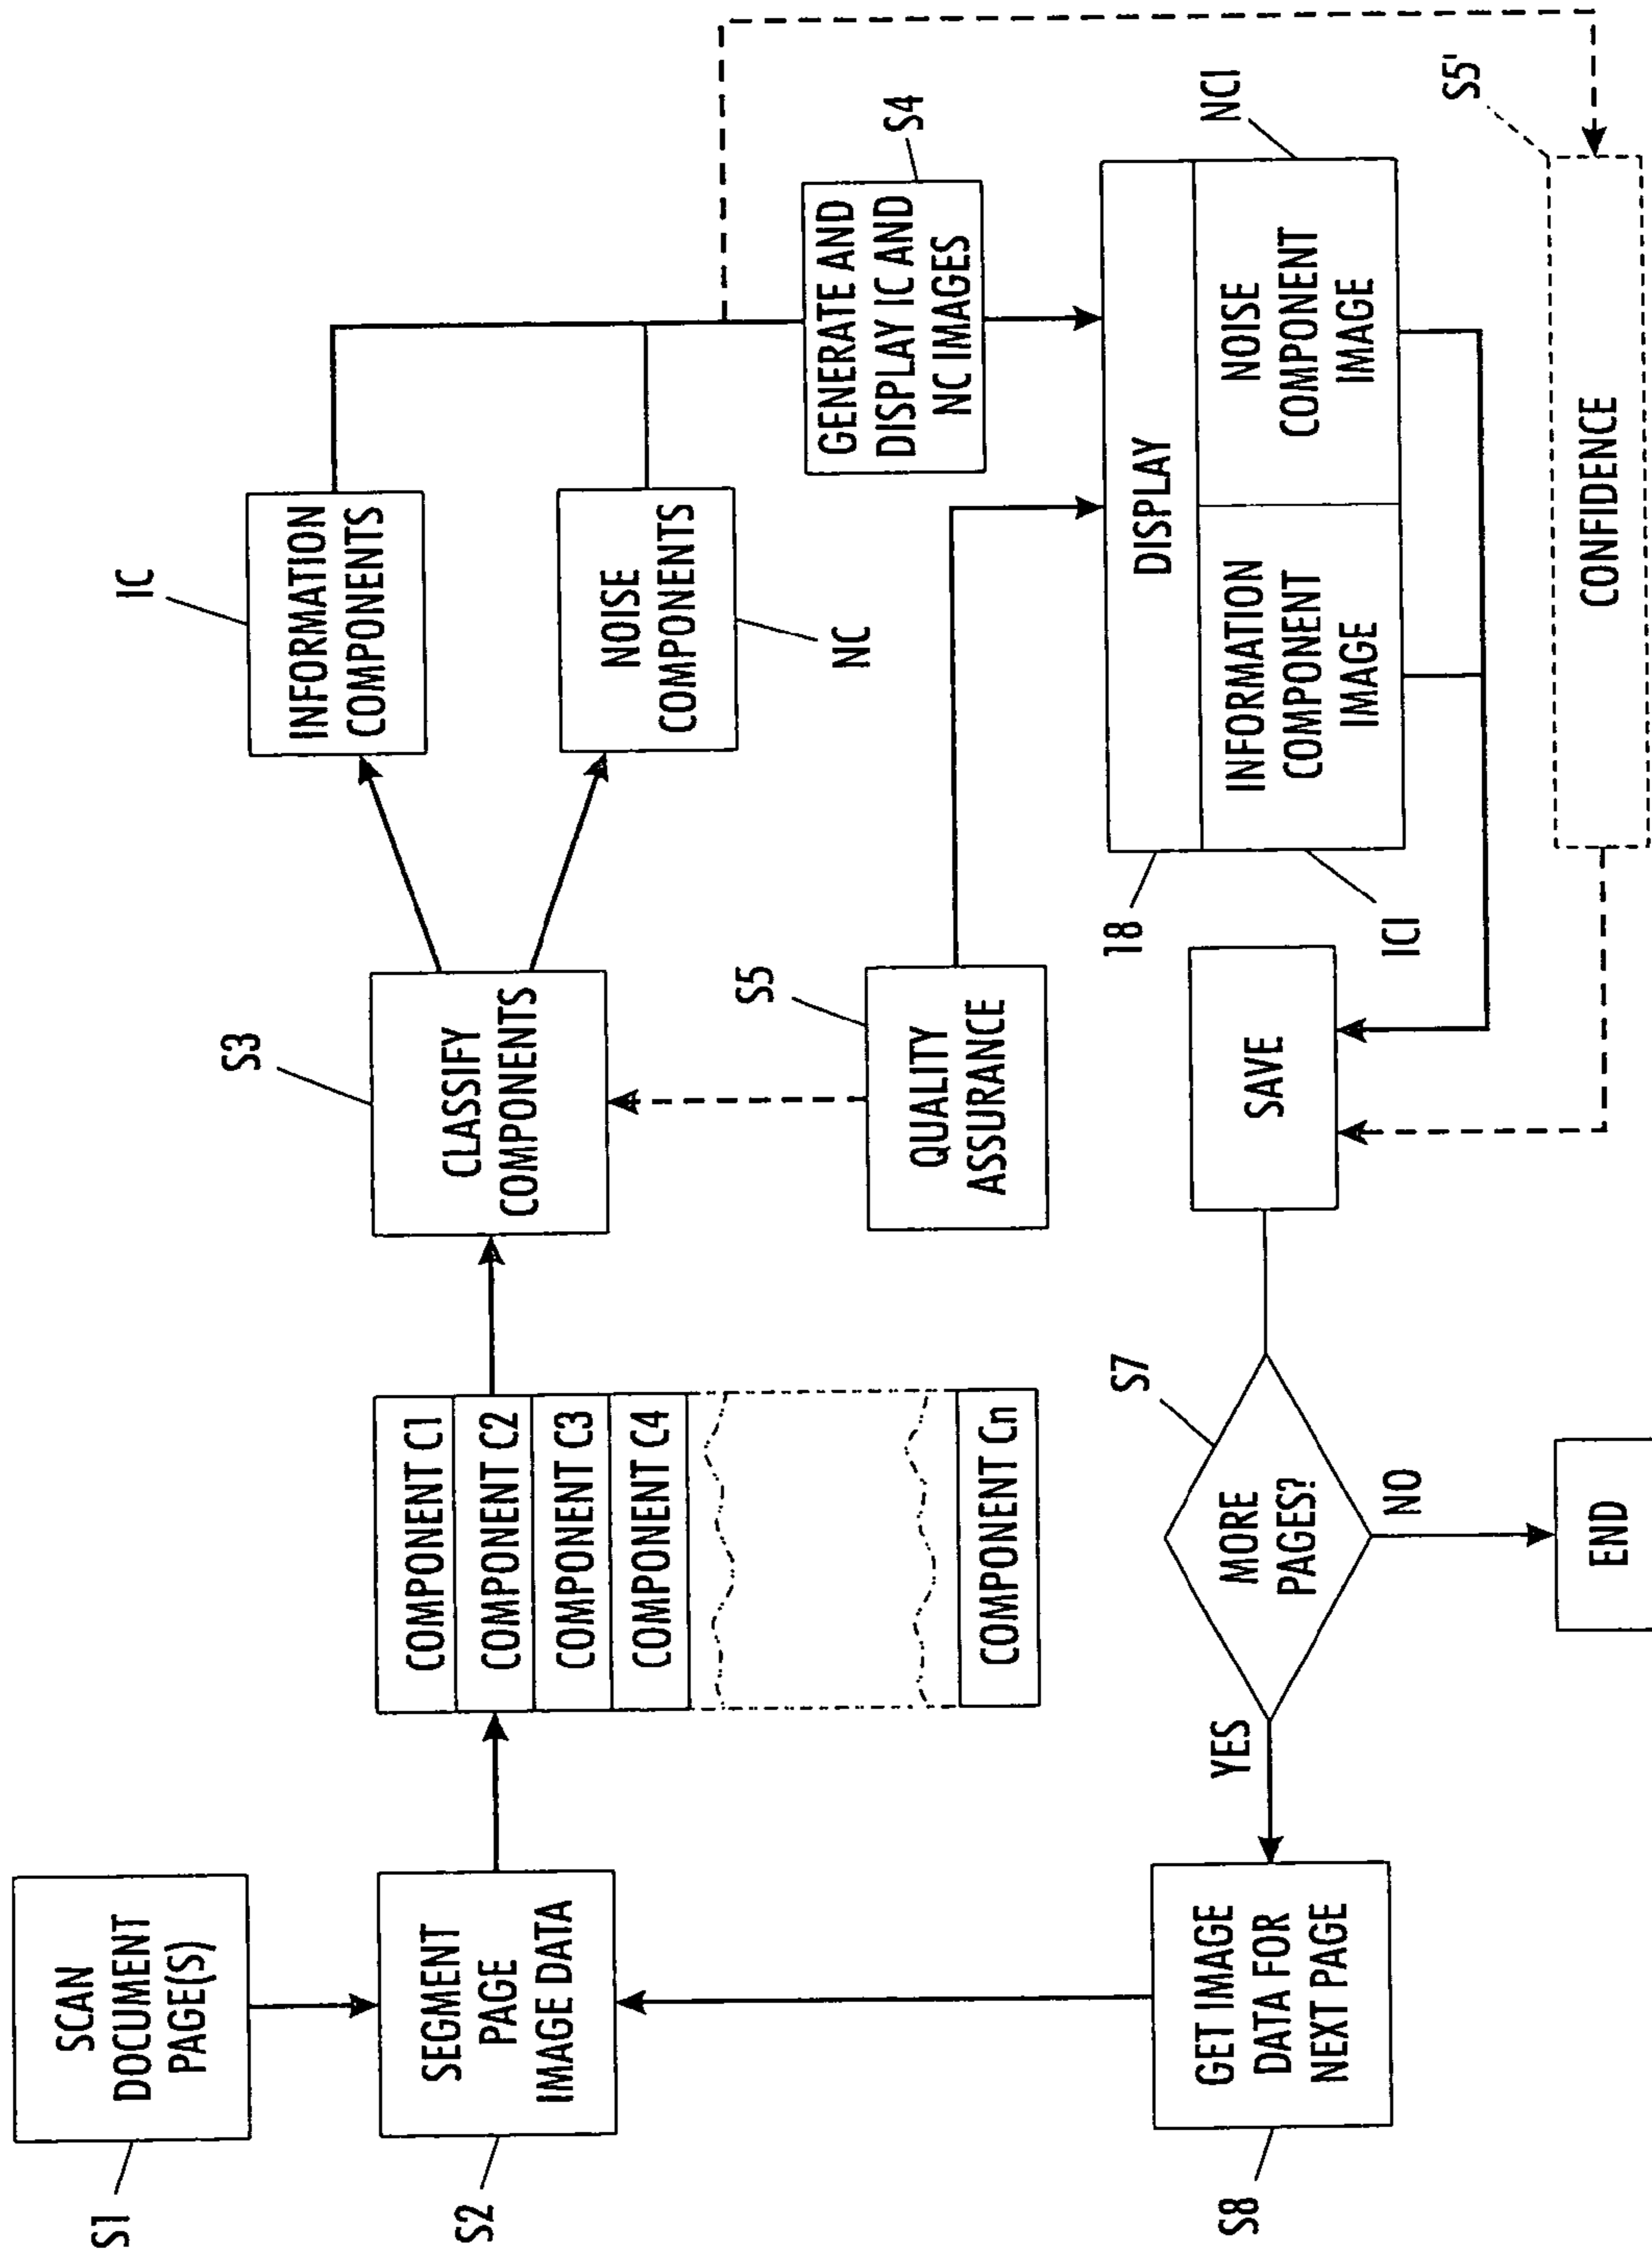 S1
SCAN
DOCUMENT
PAGE(S)
S2
SEGMENT
PAGE
IMAGE DATA
COMPONENT C1
COMPONENT C2
COMPONENT C3
COMPONENT C4
COMPONENT Cn
S3
CLASSIFY
COMPONENTS
IC
INFORMATION
COMPONENTS
NOISE
COMPONENTS
NC
S4
GENERATE AND
DISPLAY IC AND
NC IMAGES
S5
QUALITY
ASSURANCE
18
DISPLAY
INFORMATION
COMPONENT
IMAGE
ICI
NOISE
COMPONENT
IMAGE
NCI
S5'
CONFIDENCE
SAVE
S7
MORE
PAGES?
YES
NO
END
S8
GET IMAGE
DATA FOR
NEXT PAGE